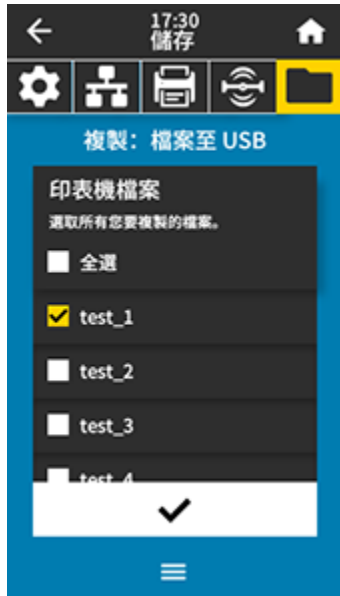 17:30
儲存
複製：檔案至 USB
印表機檔案
選取所有您要複製的檔案。
全選
test_1
test_2
test_3
test_4